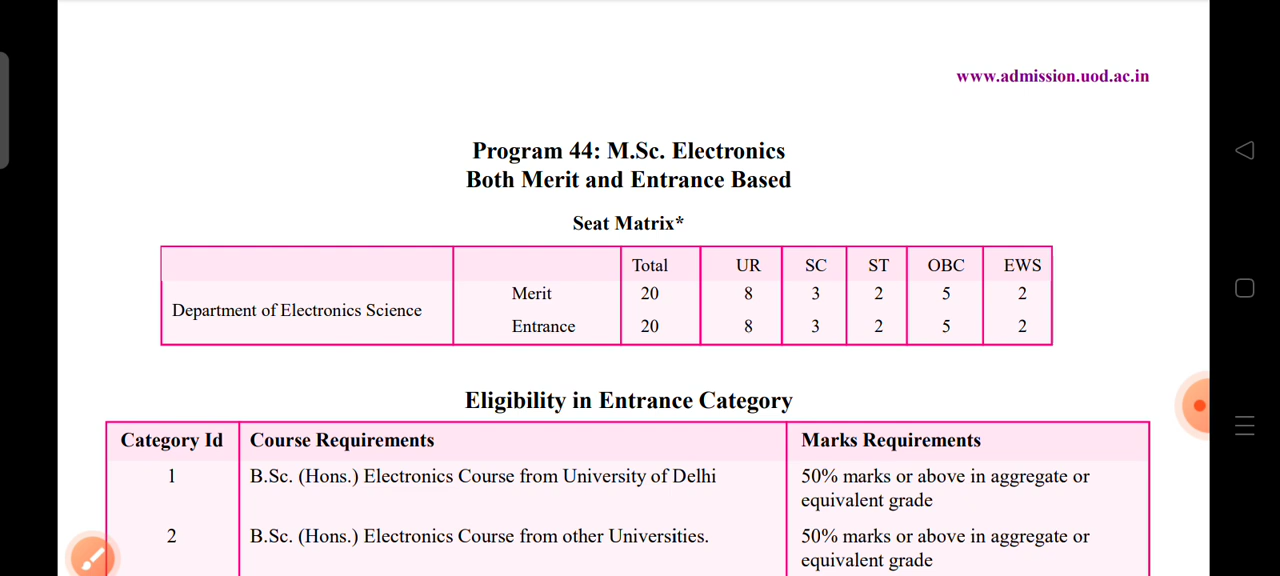 www.admission.uod.ac.in
Program 44: M.Sc. Electronics
Both Merit and Entrance Based
Seat Matrix*
Total UR SC ST OBC EWS
Department of Electronics Science
Merit 20 8 3 2 5 2
Entrance 20 8 3 2 5 2
Eligibility in Entrance Category
Category Id Course Requirements Marks Requirements
1 B.Sc. (Hons.) Electronics Course from University of Delhi 50% marks or above in aggregate or
equivalent grade
2 B.Sc. (Hons.) Electronics Course from other Universities. 50% marks or above in aggregate or
equivalent grade